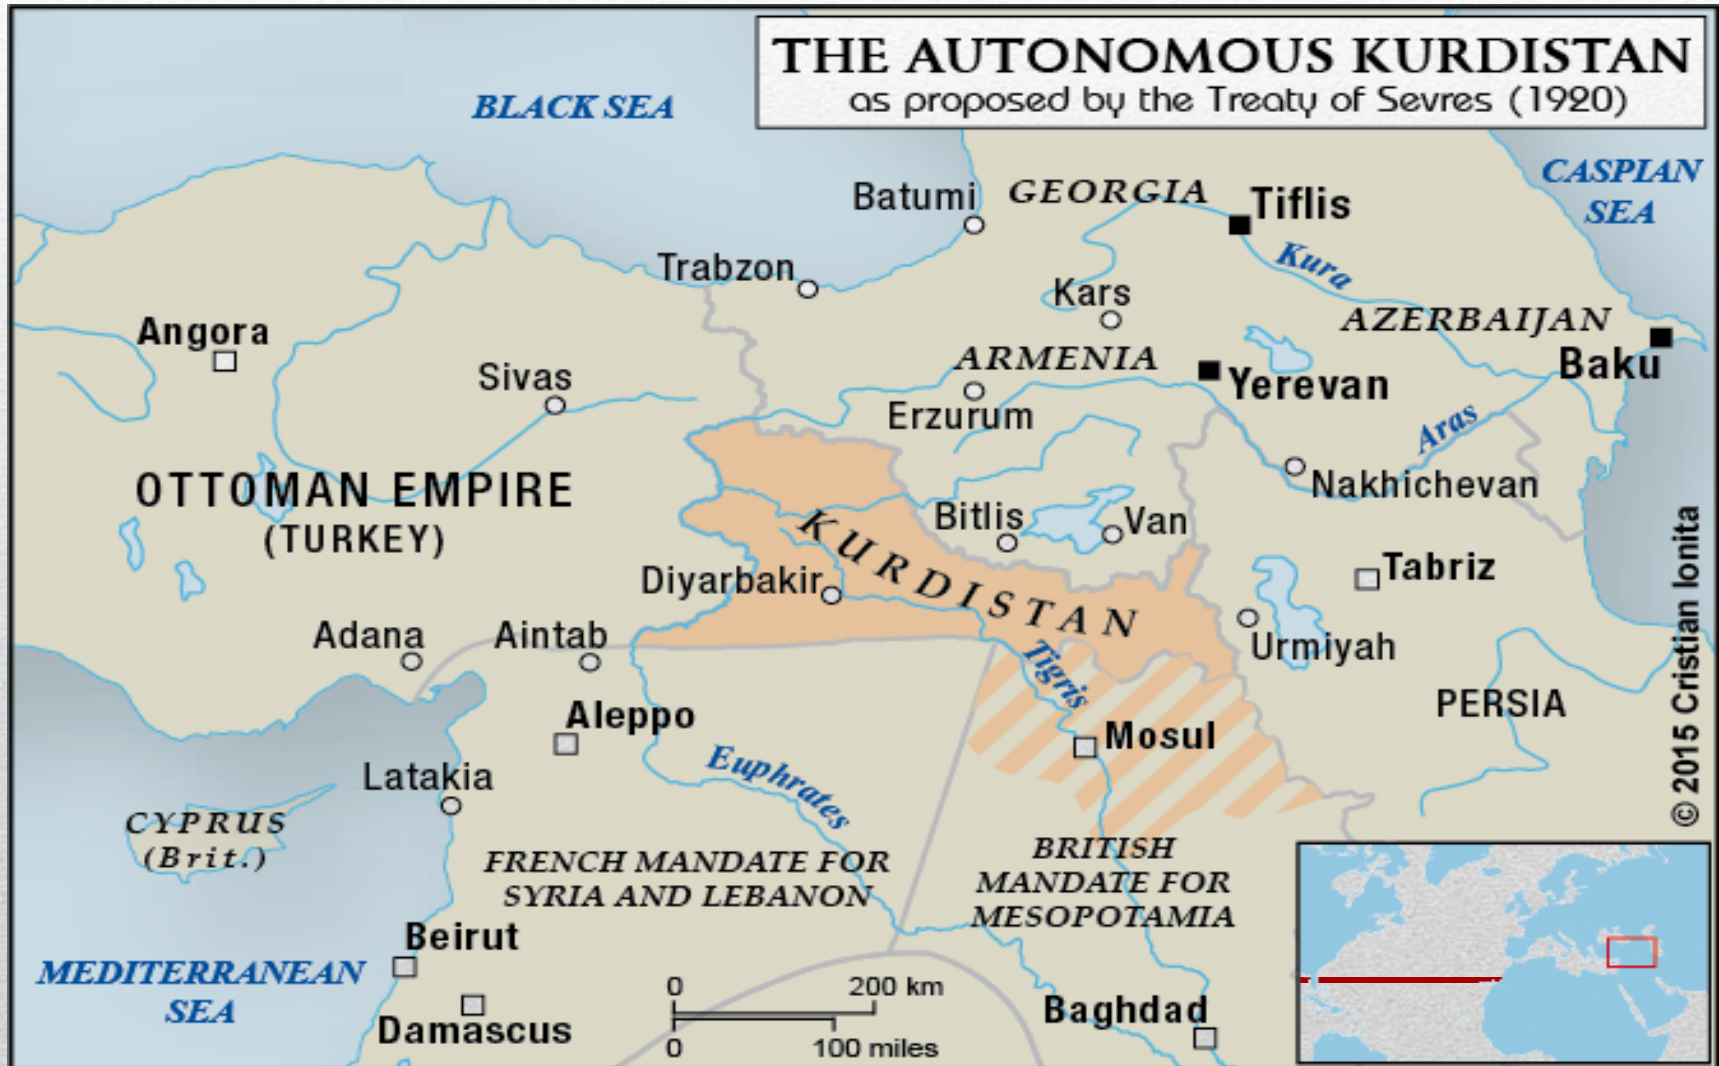 THE AUTONOMOUS KURDISTAN
as proposed by the Treaty of Sevres (1920)
BLACK SEA
CASPIAN
SEA
Batumi
GEORGIA
Tiflis
Trabzon
Kura
Kars
Angora
AZERBAIJAN
Sivas
ARMENIA
Baku
Yerevan
Erzurum
Aras
OTTOMAN EMPIRE
(TURKEY)
Nakhichevan
Bitlis
Van
KURDISTAN
Diyarbakir
Tabriz
Adana
Aintab
Urmiyah
Tigris
PERSIA
Aleppo
Mosul
Euphrates
Latakia
CYPRUS
(Brit.)
FRENCH MANDATE FOR
SYRIA AND LEBANON
BRITISH
MANDATE FOR
MESOPOTAMIA
Beirut
MEDITERRANEAN
SEA
Damascus
0 200 km
0 100 miles
Baghdad
© 2015 Cristian Ionita